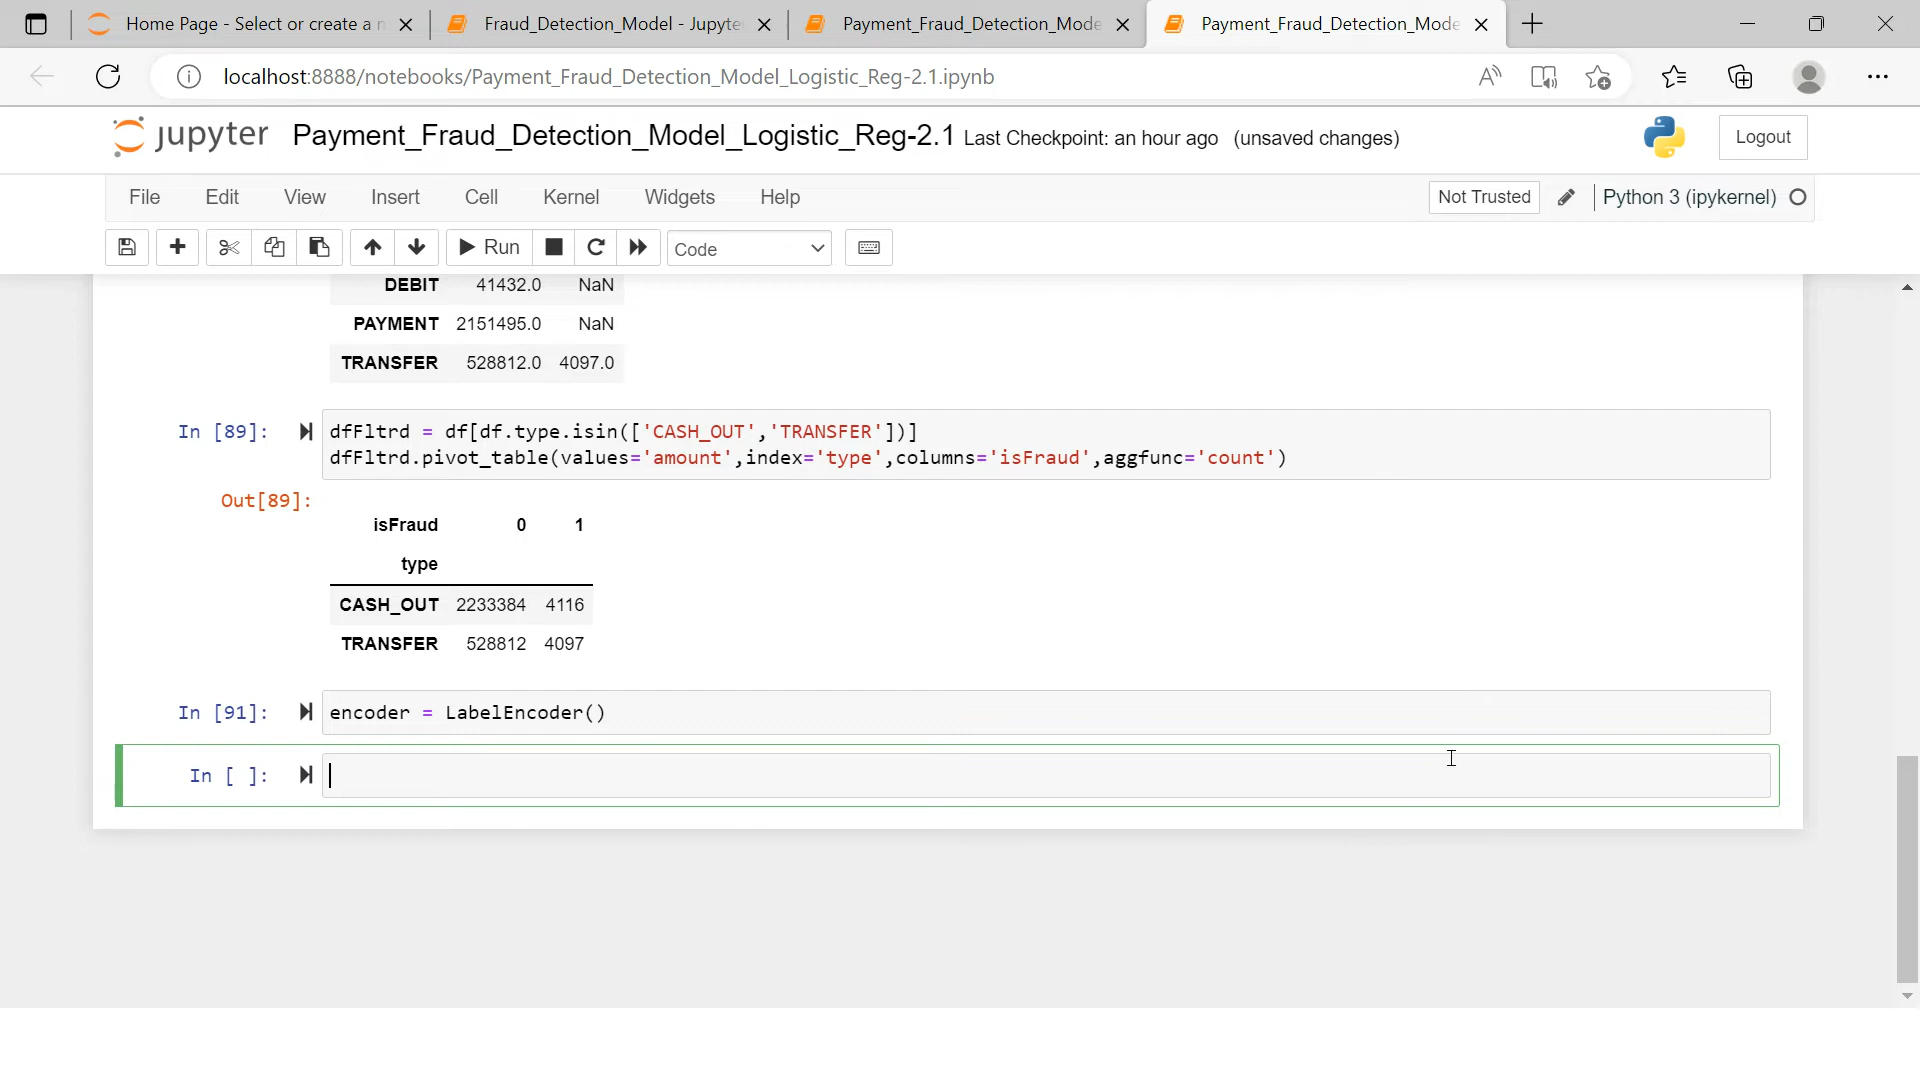 Home Page - Select or create a n
Fraud_Detection_Model - Jupyte
Payment_Fraud_Detection_Mode
Payment_Fraud_Detection_Mode
localhost:8888/notebooks/Payment_Fraud_Detection_Model_Logistic_Reg-2.1.ipynb
jupyter Payment_Fraud_Detection_Model_Logistic_Reg-2.1 Last Checkpoint: an hour ago (unsaved changes) Logout
File Edit View Insert Cell Kernel Widgets Help Not Trusted Python 3 (ipykernel)
Run Code
DEBIT 41432.0 NaN
PAYMENT 2151495.0 NaN
TRANSFER 528812.0 4097.0
In [89]: dfFltrd = df[df.type.isin(['CASH_OUT','TRANSFER'])]
dfFltrd.pivot_table(values='amount',index='type',columns='isFraud',aggfunc='count')
Out[89]:
isFraud 0 1
type
CASH_OUT 2233384 4116
TRANSFER 528812 4097
In [91]: encoder = LabelEncoder()
In [ ]: